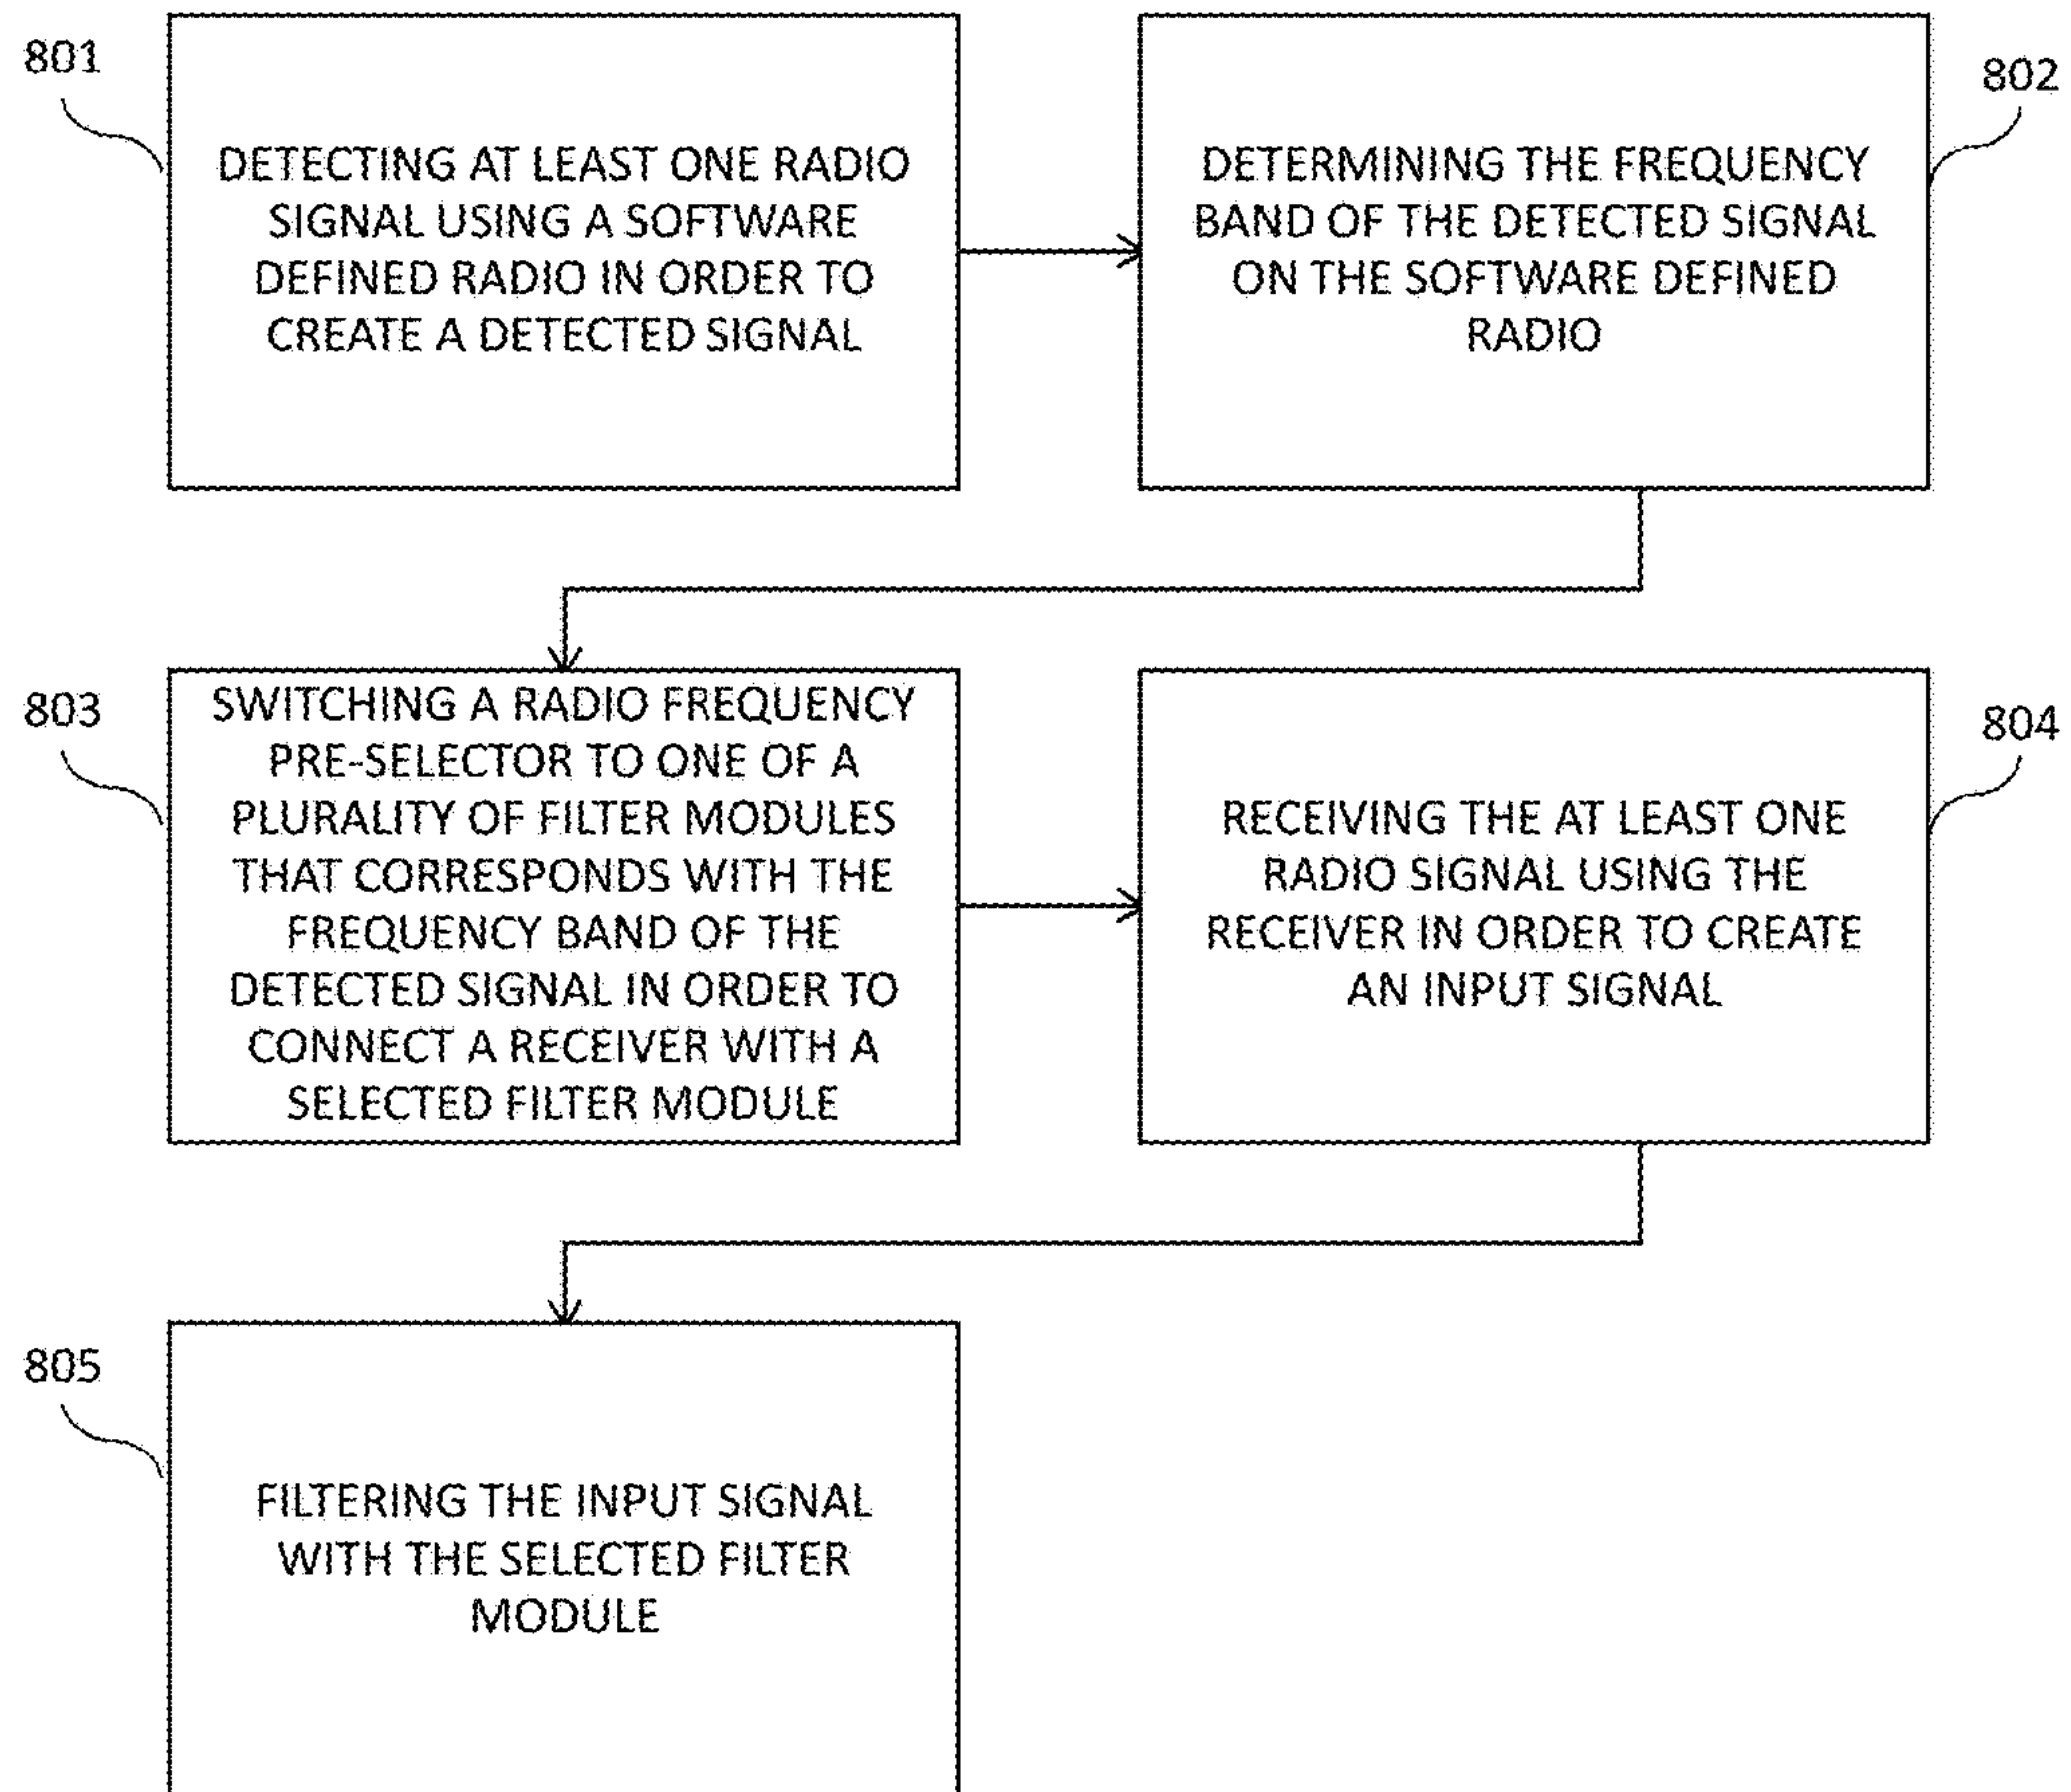 801
DETECTING AT LEAST ONE RADIO
SIGNAL USING A SOFTWARE
DEFINED RADIO IN ORDER TO
CREATE A DETECTED SIGNAL
802
DETERMINING THE FREQUENCY
BAND OF THE DETECTED SIGNAL
ON THE SOFTWARE DEFINED
RADIO
803
SWITCHING A RADIO FREQUENCY
PRE-SELECTOR TO ONE OF A
PLURALITY OF FILTER MODULES
THAT CORRESPONDS WITH THE
FREQUENCY BAND OF THE
DETECTED SIGNAL IN ORDER TO
CONNECT A RECEIVER WITH A
SELECTED FILTER MODULE
804
RECEIVING THE AT LEAST ONE
RADIO SIGNAL USING THE
RECEIVER IN ORDER TO CREATE
AN INPUT SIGNAL
805
FILTERING THE INPUT SIGNAL
WITH THE SELECTED FILTER
MODULE